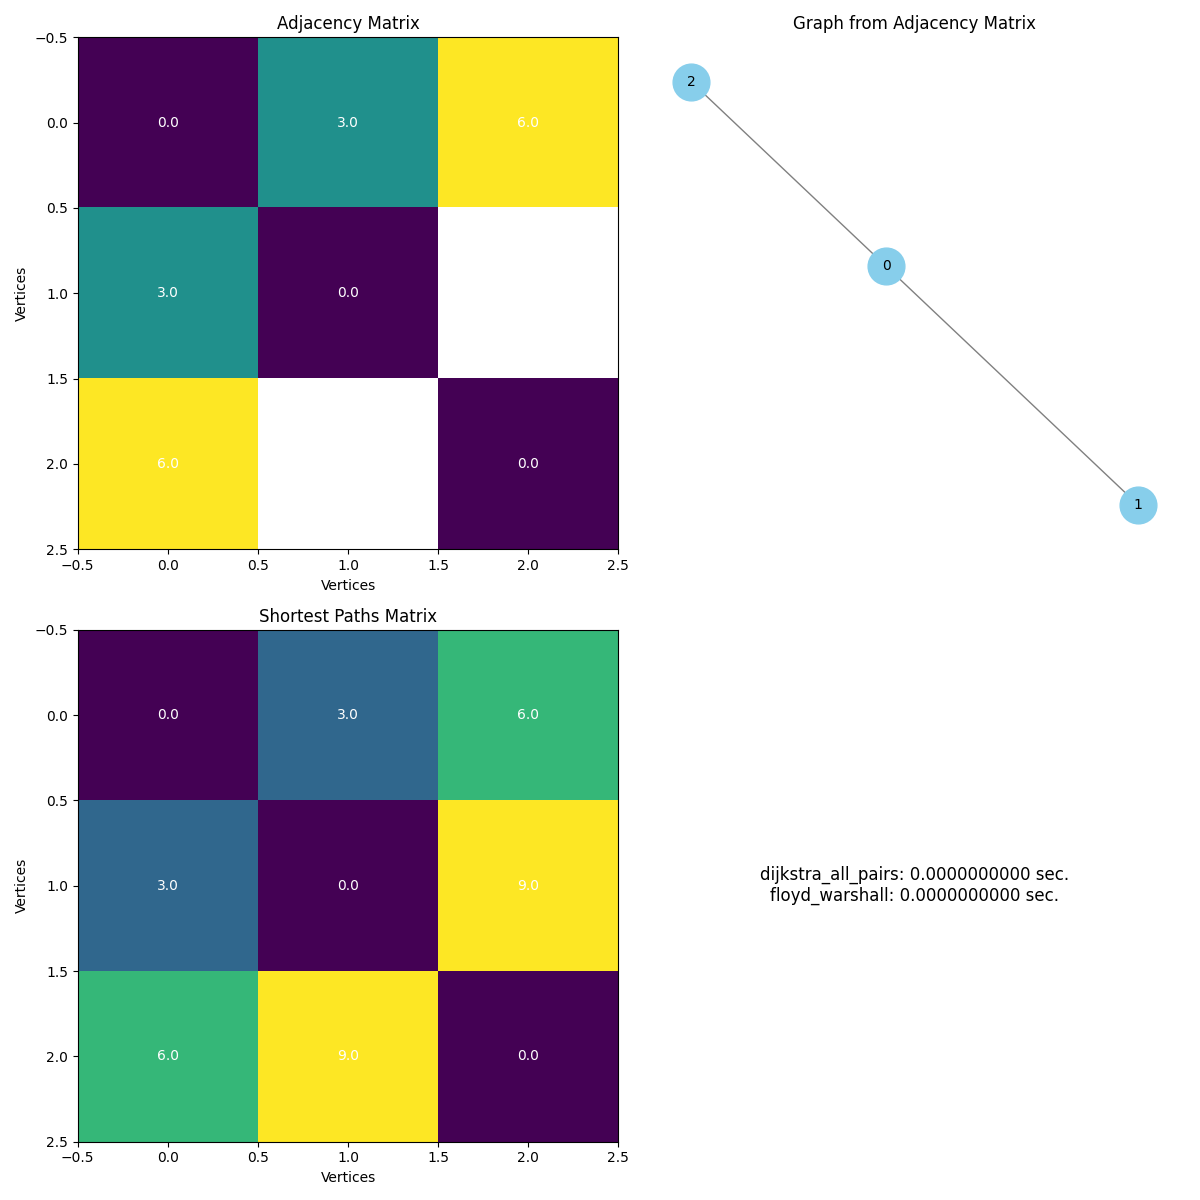 Adjacency Matrix
−0.5
0.0
0.5
1.0
1.5
2.0
2.5
Vertices
0.0 3.0 6.0
3.0 0.0
6.0 0.0
−0.5 0.0 0.5 1.0 1.5 2.0 2.5
Vertices
Graph from Adjacency Matrix
2
0
1
Shortest Paths Matrix
−0.5
0.0
0.5
1.0
1.5
2.0
2.5
Vertices
0.0 3.0 6.0
3.0 0.0 9.0
6.0 9.0 0.0
−0.5 0.0 0.5 1.0 1.5 2.0 2.5
Vertices
dijkstra_all_pairs: 0.0000000000 sec.
floyd_warshall: 0.0000000000 sec.